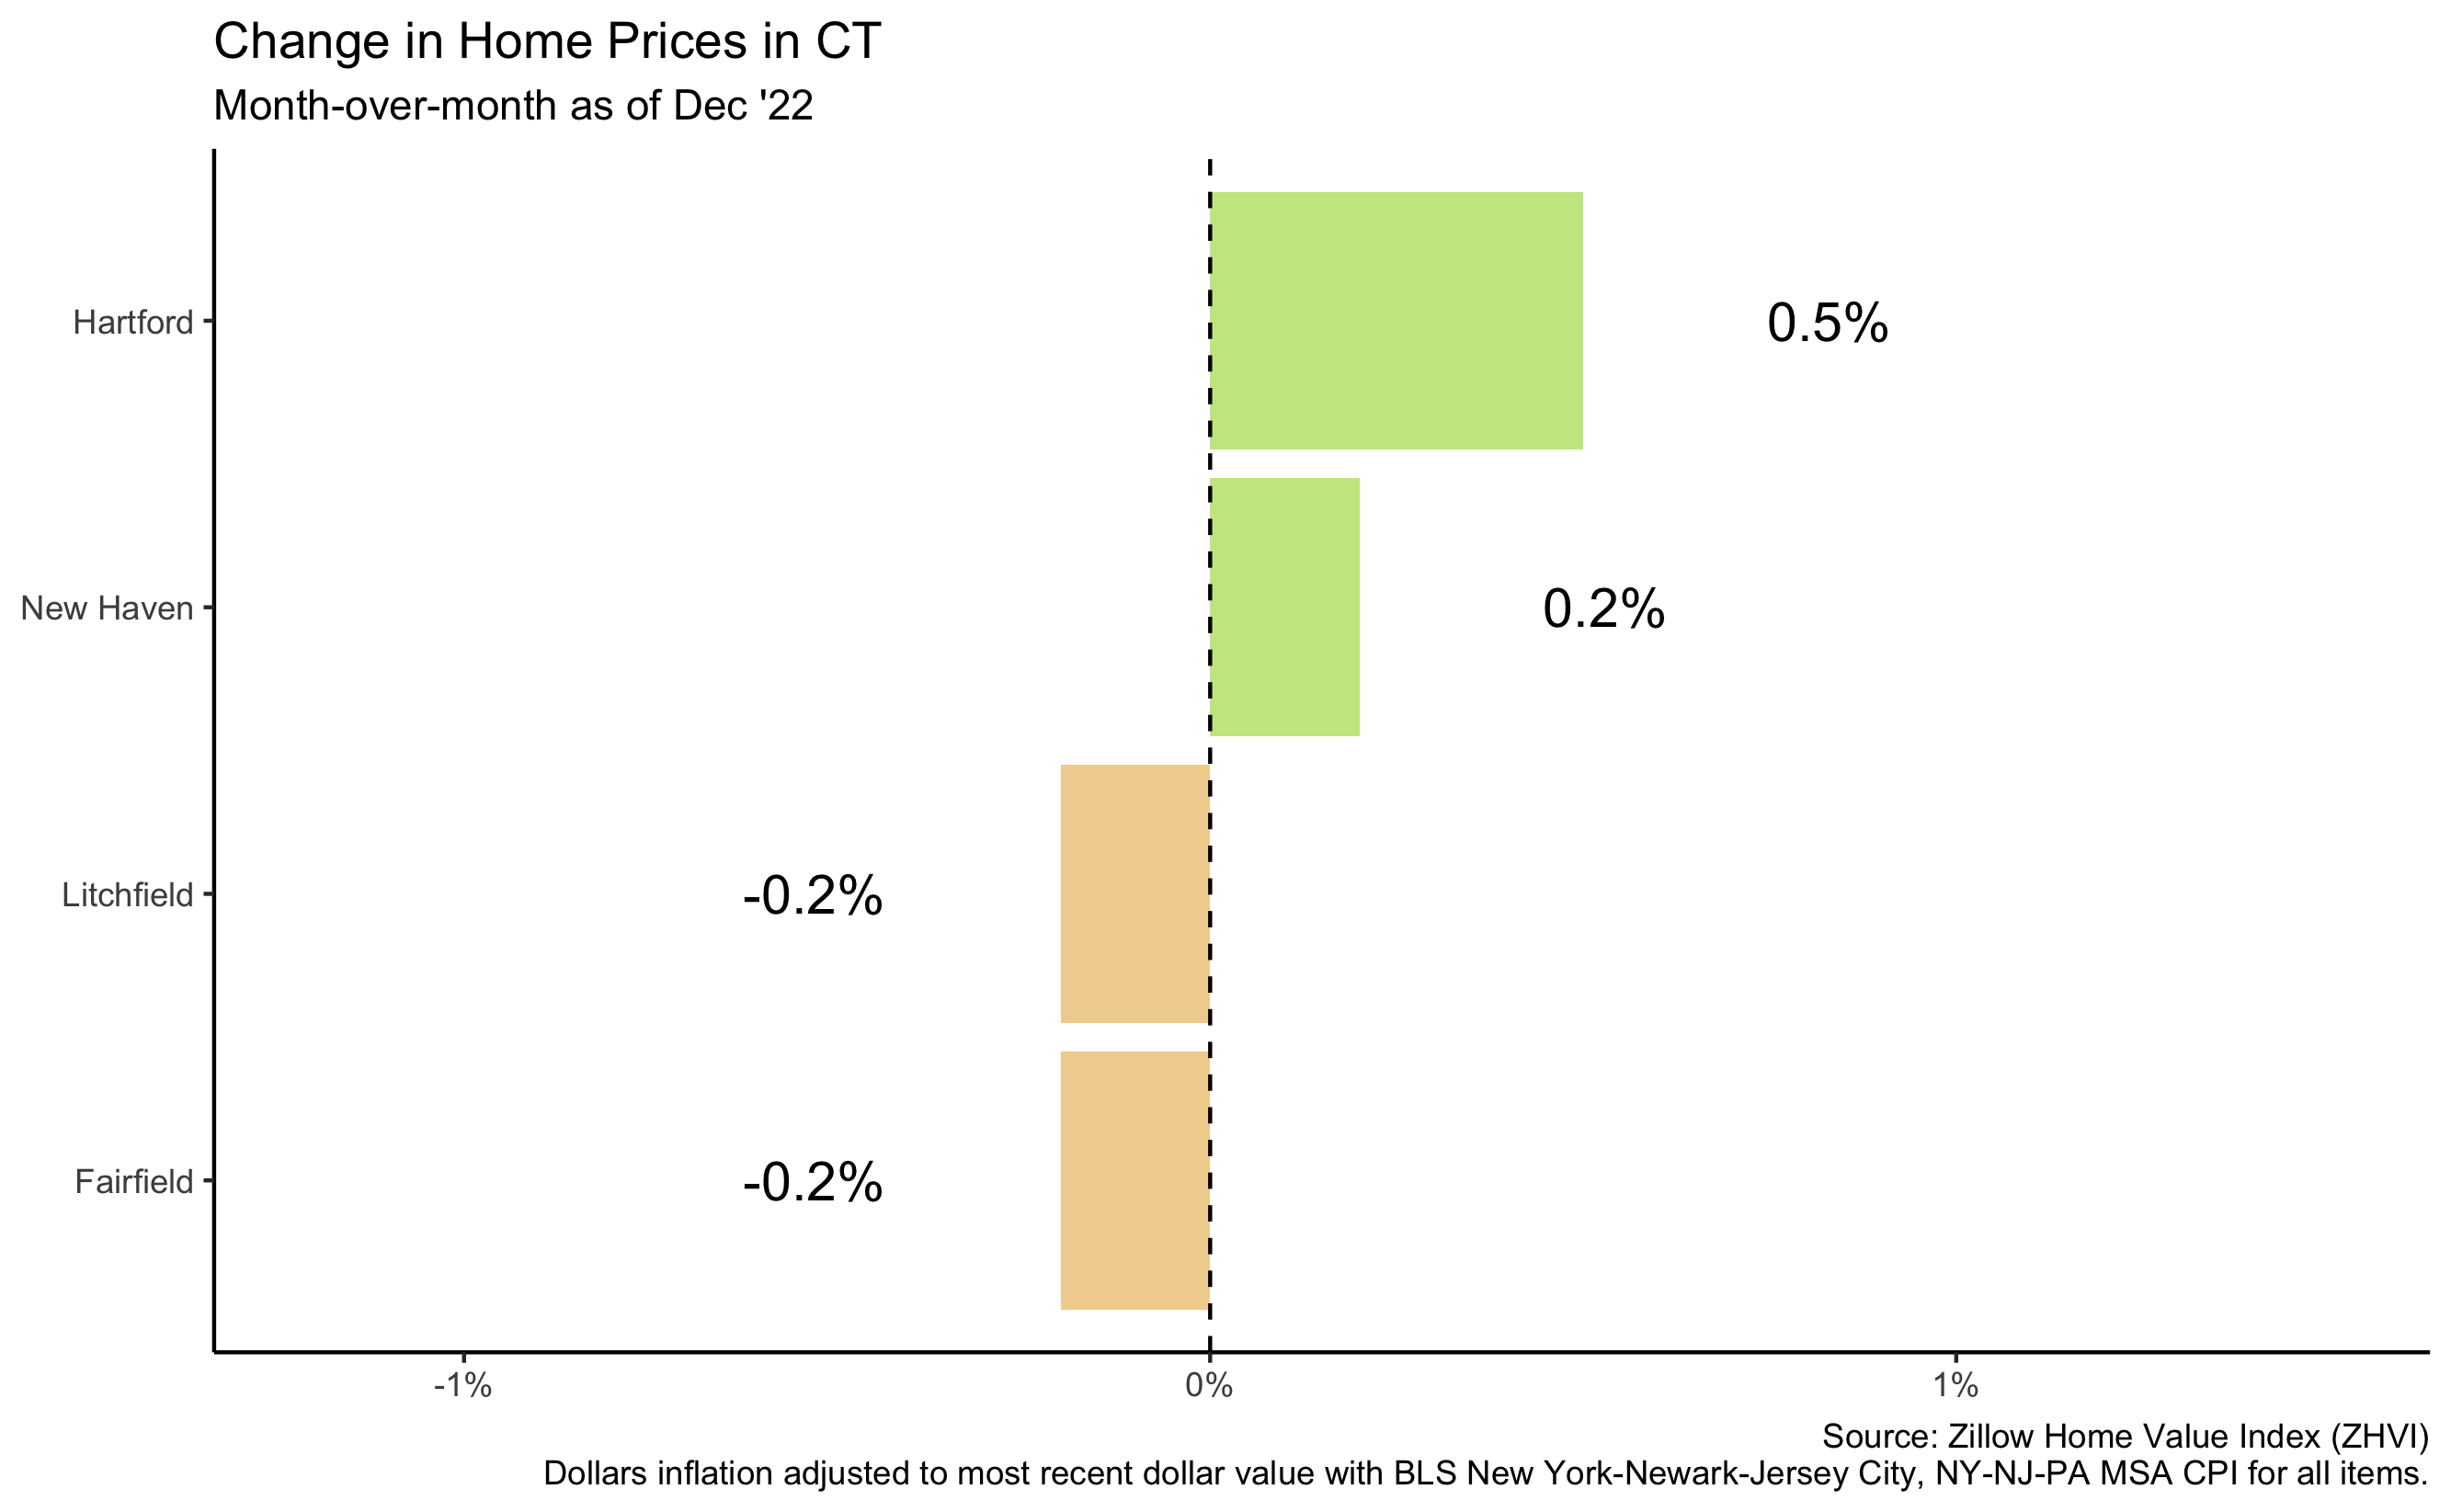 Change in Home Prices in CT
Month-over-month as of Dec '22
Hartford
0.5%
New Haven
0.2%
Litchfield
-0.2%
Fairfield
-0.2%
-1%
0%
1%
Source: Zillow Home Value Index (ZHVI)
Dollars inflation adjusted to most recent dollar value with BLS New York-Newark-Jersey City, NY-NJ-PA MSA CPI for all items.